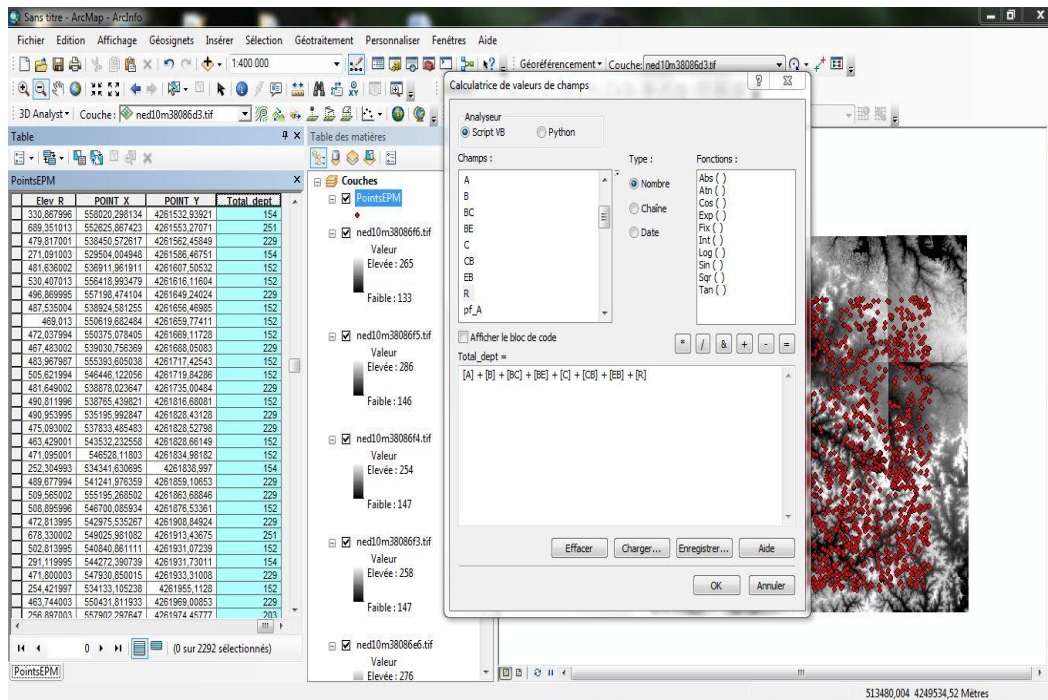 Sans titre - ArcMap - ArcInfo
Fichier Edition Affichage Géosignets Insérer Sélection Géotraitement Personnaliser Fenêtres Aide
1:400 000
Géoréférencement Couche: ned10m38086d3.tif
3D Analyst Couche : ned10m38086d3.tif
Table
PointsEPM
Elev_R POINT_X POINT_Y Total_dept
330,867996 558020,298134 4261532,93921 154
689,351013 552625,867423 4261553,27071 251
479,817001 538450,572617 4261562,45849 229
271,091003 529504,004948 4261586,46751 154
481,636002 536911,961911 4261607,50532 152
530,407013 556418,993479 4261616,11604 152
496,869995 557198,474104 4261649,24024 229
487,535004 538924,581255 4261656,46985 152
469,013 550619,682484 4261659,77411 152
472,037994 550375,078405 4261669,11728 152
467,483002 539030,756369 4261688,05083 229
483,967987 555393,605038 4261717,42543 152
505,621994 546446,122056 4261719,84286 152
481,649002 538878,023647 4261735,00484 229
490,811996 538765,439821 4261816,68081 152
490,953995 535195,992847 4261828,43128 229
475,093002 537833,485483 4261828,52798 229
463,429001 543532,232558 4261828,66149 152
471,095001 546528,11803 4261834,98182 152
252,304993 534341,630695 4261838,997 154
489,677994 541241,976359 4261859,10653 229
509,565002 555195,268502 4261863,68846 229
508,895996 546700,085934 4261876,53361 152
472,813995 542975,535267 4261908,84924 229
678,330002 549025,981082 4261913,43675 251
502,813995 540840,861111 4261931,07239 152
291,119995 544272,390739 4261931,73011 154
471,800003 547930,850015 4261933,31008 229
254,421997 534133,105238 4261955,1128 152
463,744003 550431,811933 4261969,00853 229
256,897003 557902,297647 4261974,45777 203
0
(0 sur 2292 sélectionnés)
PointsEPM
Table des matières
Couches
PointsEPM
ned10m38086f6.tif
Valeur
Elevée : 265
Faible : 133
ned10m38086f5.tif
Valeur
Elevée : 286
Faible : 146
ned10m38086f4.tif
Valeur
Elevée : 254
Faible : 147
ned10m38086f3.tif
Valeur
Elevée : 258
Faible : 147
ned10m38086e6.tif
Valeur
Elevée : 276
Calculatrice de valeurs de champs
Analyseur
Script VB Python
Champs :
A
B
BC
BE
C
CB
EB
R
pf_A
Type :
Nombre
Chaîne
Date
Fonctions :
Abs ( )
Atn ( )
Cos ( )
Exp ( )
Fix ( )
Int ( )
Log ( )
Sin ( )
Sqr ( )
Tan ( )
Afficher le bloc de code
* / & + - =
Total_dept =
[A] + [B] + [BC] + [BE] + [C] + [CB] + [EB] + [R]
Effacer Charger... Enregistrer... Aide
OK Annuler
513480,004 4249534,52 Mètres